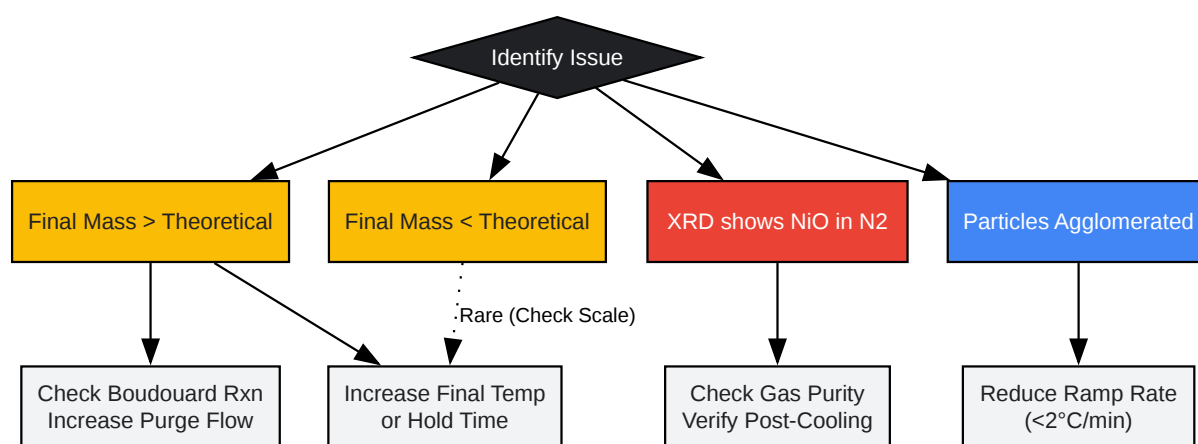 Identify Issue
Final Mass > Theoretical
Final Mass < Theoretical
XRD shows NiO in N2
Particles Agglomerated
Rare (Check Scale)
Check Boudouard Rxn
Increase Purge Flow
Increase Final Temp
or Hold Time
Check Gas Purity
Verify Post-Cooling
Reduce Ramp Rate
(<2°C/min)